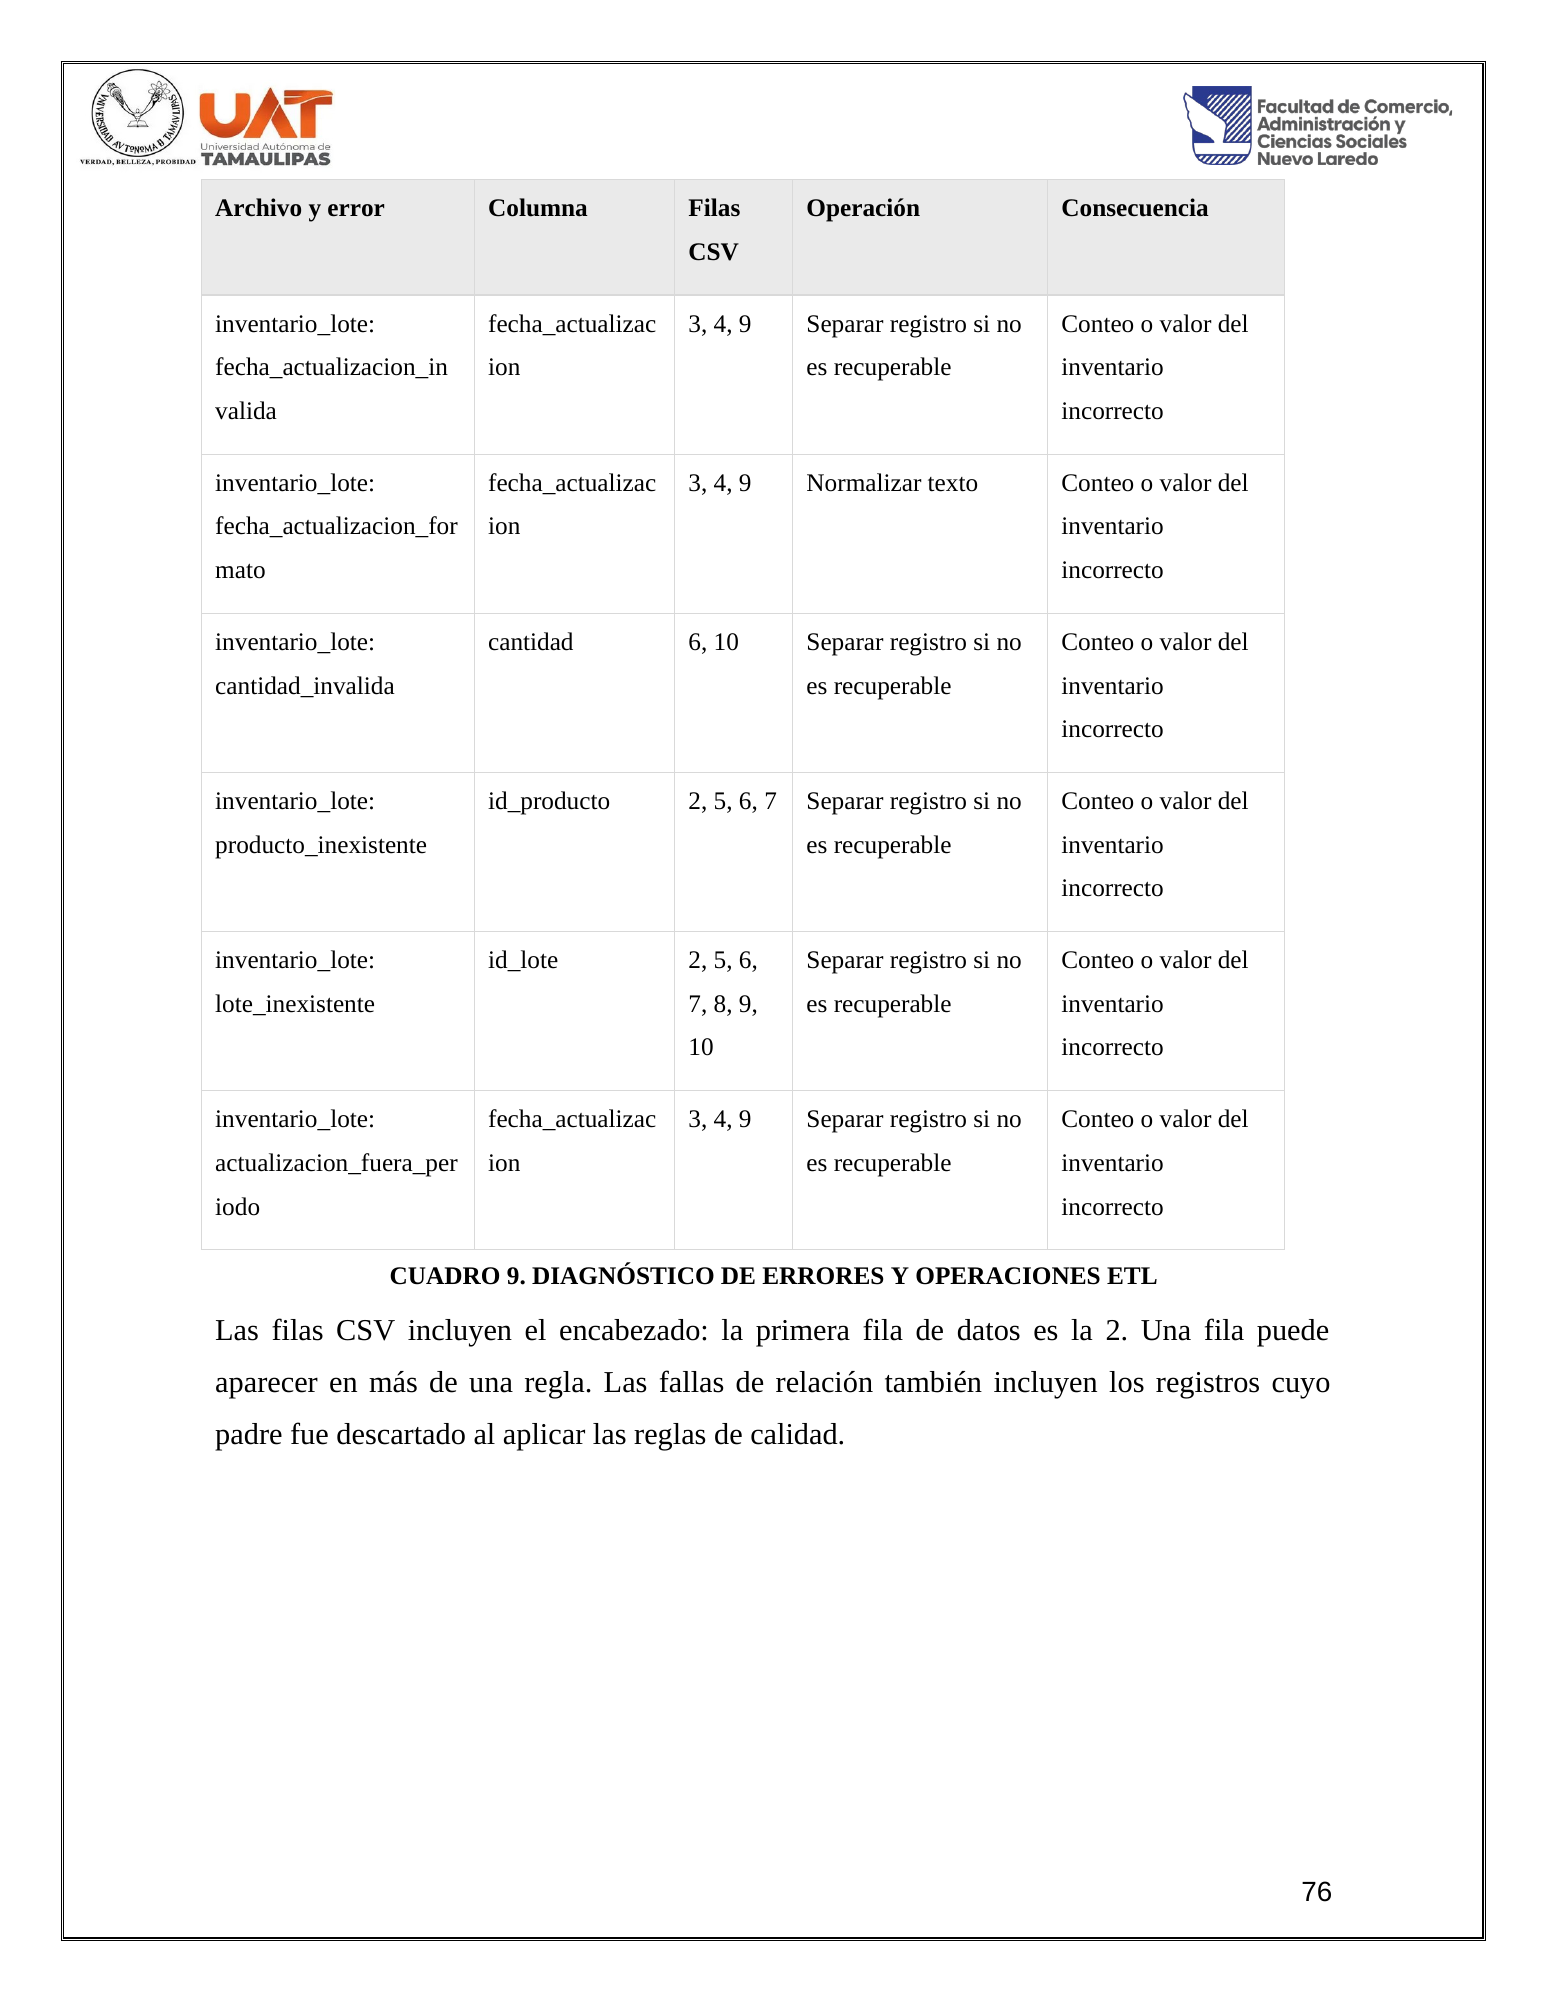 UNIVERSIDAD AUTONOMA D TAMAULIPAS
VERDAD, BELLEZA, PROBIDAD
UAT
Universidad Autónoma de
TAMAULIPAS
Facultad de Comercio,
Administración y
Ciencias Sociales
Nuevo Laredo
Archivo y error
Columna
Filas
CSV
Operación
Consecuencia
inventario_lote:
fecha_actualizacion_in
valida
fecha_actualizac
ion
3, 4, 9
Separar registro si no
es recuperable
Conteo o valor del
inventario
incorrecto
inventario_lote:
fecha_actualizacion_for
mato
fecha_actualizac
ion
3, 4, 9
Normalizar texto
Conteo o valor del
inventario
incorrecto
inventario_lote:
cantidad_invalida
cantidad
6, 10
Separar registro si no
es recuperable
Conteo o valor del
inventario
incorrecto
inventario_lote:
producto_inexistente
id_producto
2, 5, 6, 7
Separar registro si no
es recuperable
Conteo o valor del
inventario
incorrecto
inventario_lote:
lote_inexistente
id_lote
2, 5, 6,
7, 8, 9,
10
Separar registro si no
es recuperable
Conteo o valor del
inventario
incorrecto
inventario_lote:
actualizacion_fuera_per
iodo
fecha_actualizac
ion
3, 4, 9
Separar registro si no
es recuperable
Conteo o valor del
inventario
incorrecto
CUADRO 9. DIAGNÓSTICO DE ERRORES Y OPERACIONES ETL
Las filas CSV incluyen el encabezado: la primera fila de datos es la 2. Una fila puede
aparecer en más de una regla. Las fallas de relación también incluyen los registros cuyo
padre fue descartado al aplicar las reglas de calidad.
76